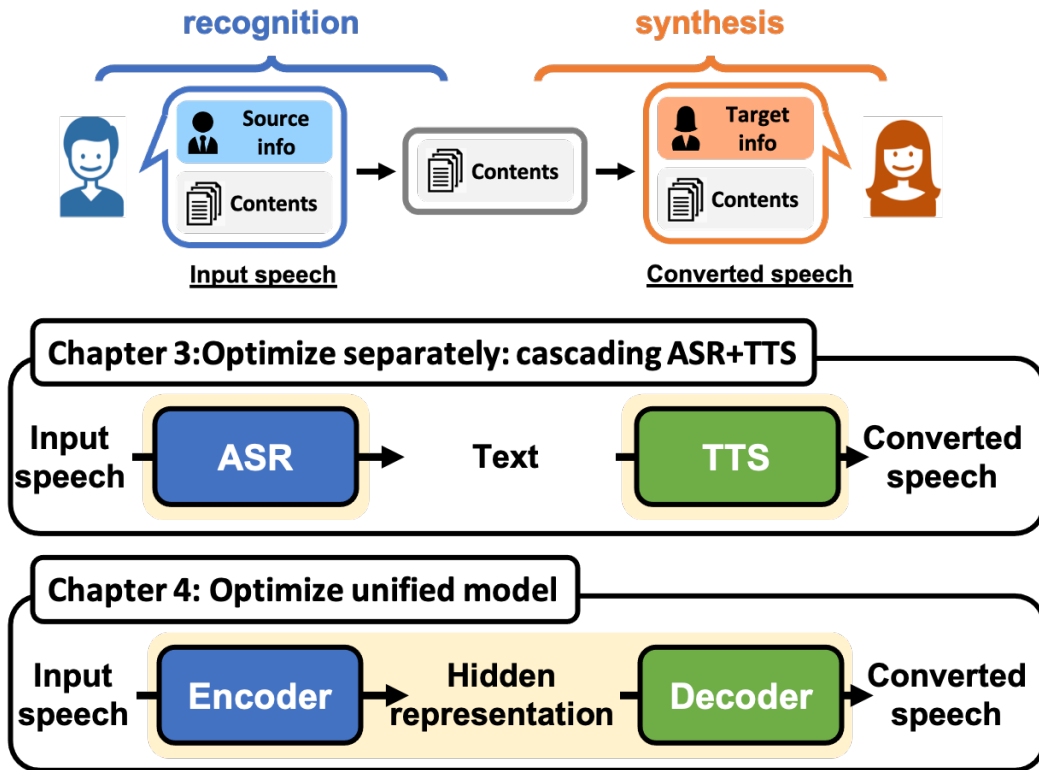 recognition
synthesis
Source
info
Contents
Contents
Target
info
Contents
Input speech
Converted speech
Chapter 3:Optimize separately: cascading ASR+TTS
Input
speech
ASR
Text
TTS
Converted
speech
Chapter 4: Optimize unified model
Input
speech
Encoder
Hidden
representation
Decoder
Converted
speech